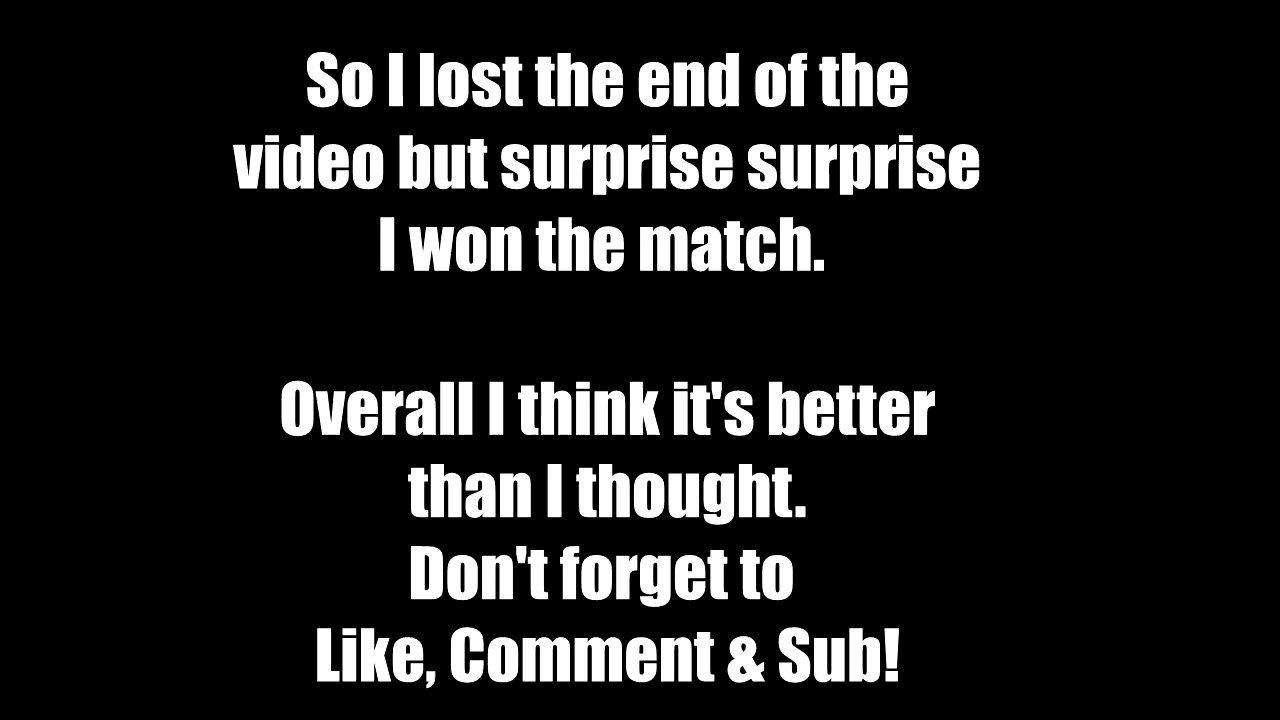 So I lost the end of the
video but surprise surprise
I won the match.
Overall I think it's better
than I thought.
Don't forget to
Like, Comment & Sub!